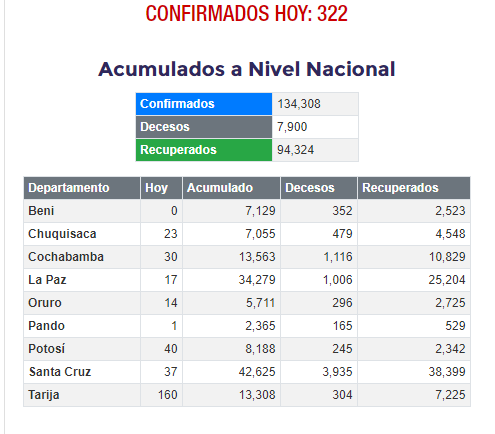 CONFIRMADOS HOY: 322
Acumulados a Nivel Nacional
Confirmados 134,308
Decesos 7,900
Recuperados 94,324
Departamento Hoy Acumulado Decesos Recuperados
Beni 0 7,129 352 2,523
Chuquisaca 23 7,055 479 4,548
Cochabamba 30 13,563 1,116 10,829
La Paz 17 34,279 1,006 25,204
Oruro 14 5,711 296 2,725
Pando 1 2,365 165 529
Potosí 40 8,188 245 2,342
Santa Cruz 37 42,625 3,935 38,399
Tarija 160 13,308 304 7,225